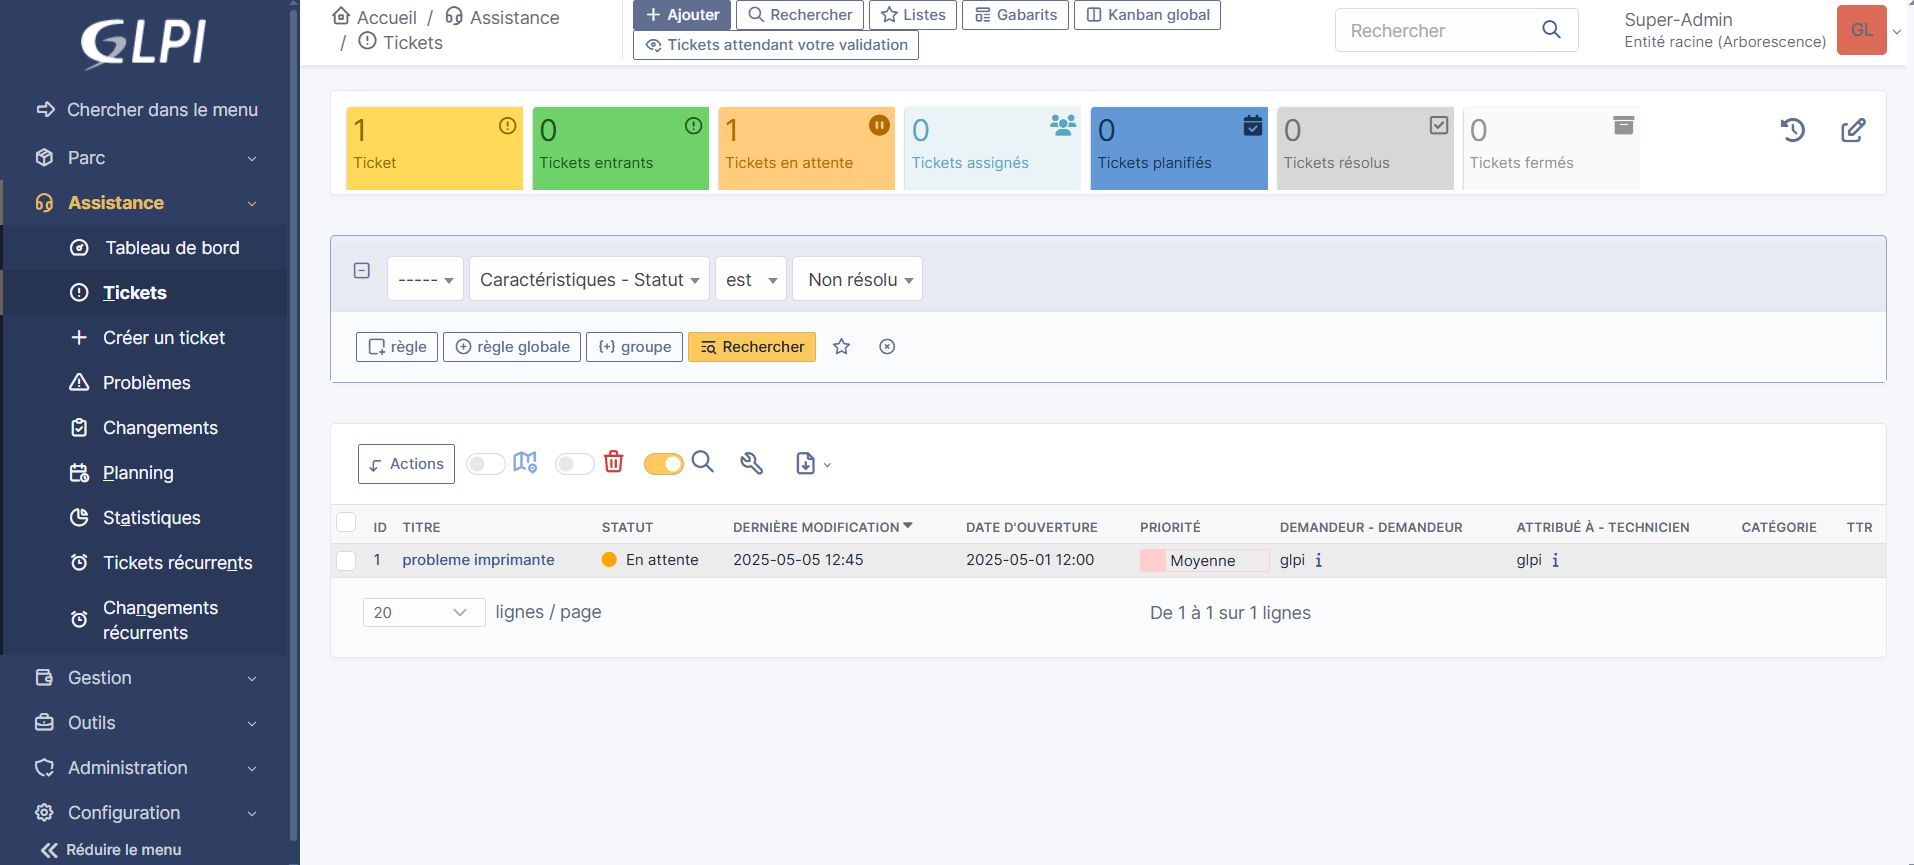 GLPI
Chercher dans le menu
Parc
Assistance
Tableau de bord
Tickets
Créer un ticket
Problèmes
Changements
Planning
Statistiques
Tickets récurrents
Changements
récurrents
Gestion
Outils
Administration
Configuration
Réduire le menu
Accueil / Assistance
/ Tickets
Ajouter Rechercher Listes Gabarits Kanban global
Tickets attendant votre validation
Rechercher
Super-Admin
Entité racine (Arborescence)
GL
1
Ticket
0
Tickets entrants
1
Tickets en attente
0
Tickets assignés
0
Tickets planifiés
0
Tickets résolus
0
Tickets fermés
----- Caractéristiques - Statut est Non résolu
règle règle globale groupe Rechercher
Actions
ID TITRE STATUT DERNIÈRE MODIFICATION DATE D'OUVERTURE PRIORITÉ DEMANDEUR - DEMANDEUR ATTRIBUÉ À - TECHNICIEN CATÉGORIE TTR
1 probleme imprimante En attente 2025-05-05 12:45 2025-05-01 12:00 Moyenne glpi i glpi i
20 lignes / page De 1 à 1 sur 1 lignes